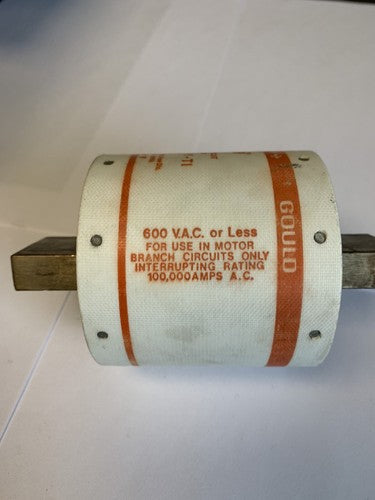 600 V.A.C. or Less
FOR USE IN MOTOR
BRANCH CIRCUITS ONLY
INTERRUPTING RATING
100,000AMPS A.C.
GOULD